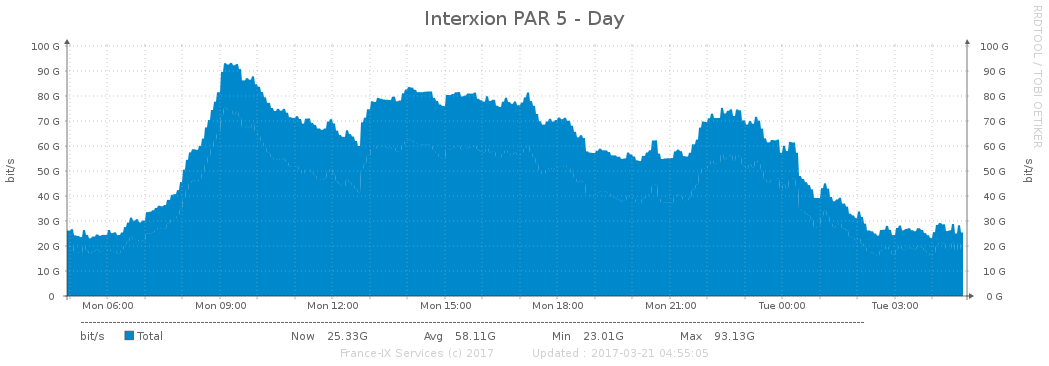 Interxion PAR 5 - Day
RRDTOOL / TOBI OETIKER
100 G 100 G
90 G 90 G
80 G 80 G
70 G 70 G
60 G 60 G
50 G 50 G
40 G 40 G
30 G 30 G
20 G 20 G
10 G 10 G
0 0 G
bit/s bit/s
Mon 06:00 Mon 09:00 Mon 12:00 Mon 15:00 Mon 18:00 Mon 21:00 Tue 00:00 Tue 03:00
bit/s Total Now 25.33G Avg 58.11G Min 23.01G Max 93.13G
France-IX Services (c) 2017 Updated : 2017-03-21 04:55:05